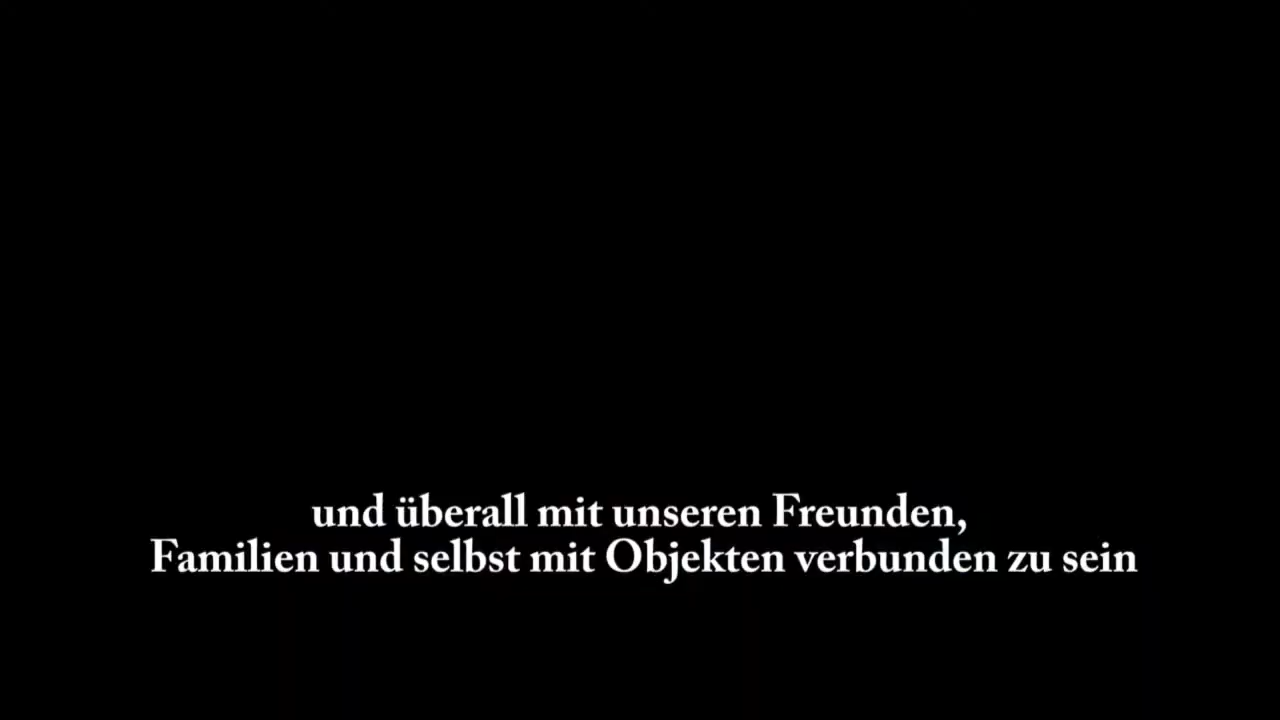 und überall mit unseren Freunden,
Familien und selbst mit Objekten verbunden zu sein